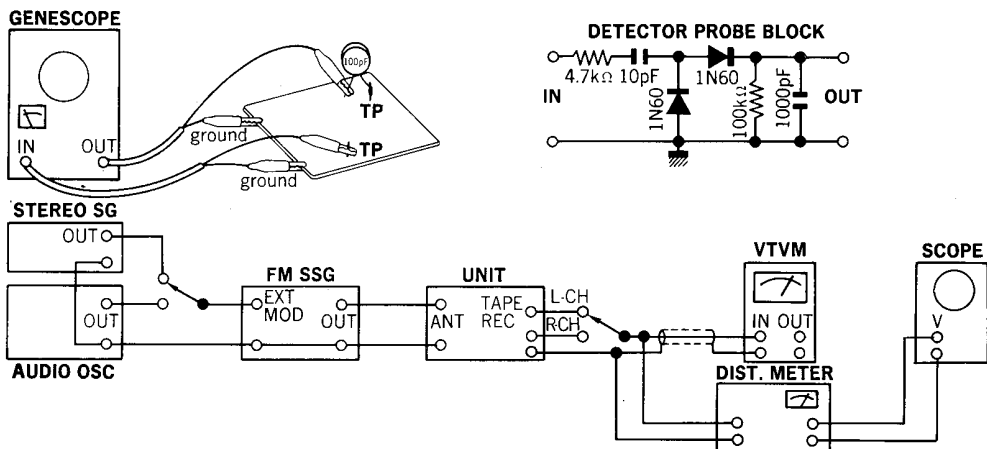 GENESCOPE
100pF
TP
ground
TP
IN
OUT
ground
DETECTOR PROBE BLOCK
4.7kΩ
10pF
1N60
IN
1N60
100kΩ
1000pF
OUT
STEREO SG
OUT
OUT
AUDIO OSC
FM SSG
EXT
MOD
OUT
UNIT
ANT
TAPE
REC
L-CH
R-CH
VTVM
IN
OUT
DIST. METER
SCOPE
V